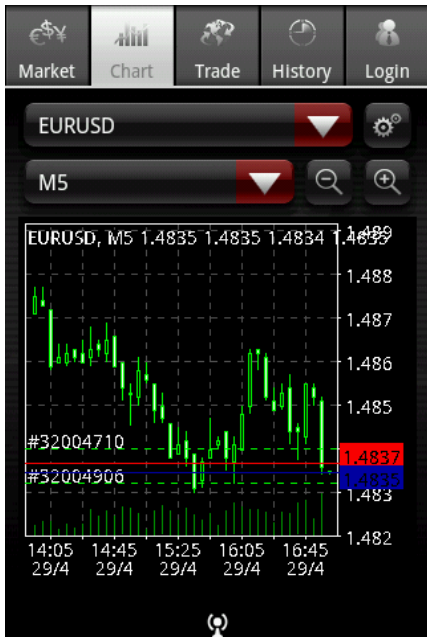 €$¥
Market Chart Trade History Login
EURUSD
M5
EURUSD, M5 1.4835 1.4835 1.4834 1.4835
1.489
1.488
1.487
1.486
1.485
#32004710
1.4837
#32004906
1.4835
1.483
1.482
14:05 14:45 15:25 16:05 16:45
29/4 29/4 29/4 29/4 29/4